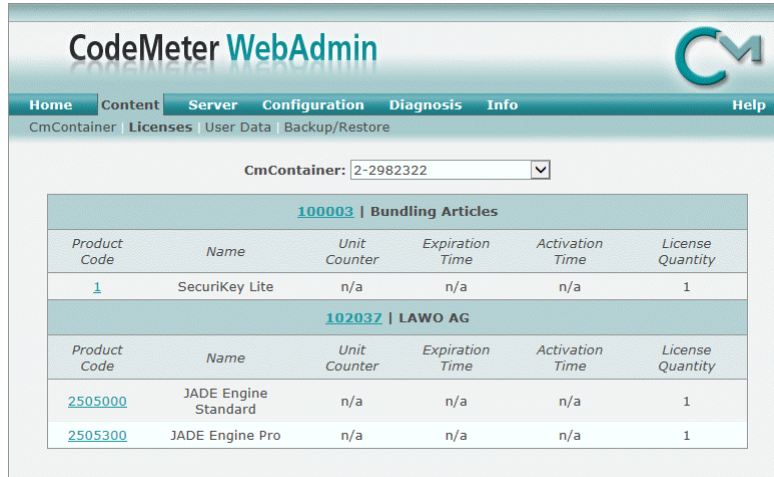 CodeMeter WebAdmin
CM
Home Content Server Configuration Diagnosis Info Help
CmContainer | Licenses | User Data | Backup/Restore
CmContainer: 2-2982322
100003 | Bundling Articles
Product Code Name Unit Counter Expiration Time Activation Time License Quantity
1 SecuriKey Lite n/a n/a n/a 1
102037 | LAWO AG
Product Code Name Unit Counter Expiration Time Activation Time License Quantity
2505000 JADE Engine Standard n/a n/a n/a 1
2505300 JADE Engine Pro n/a n/a n/a 1